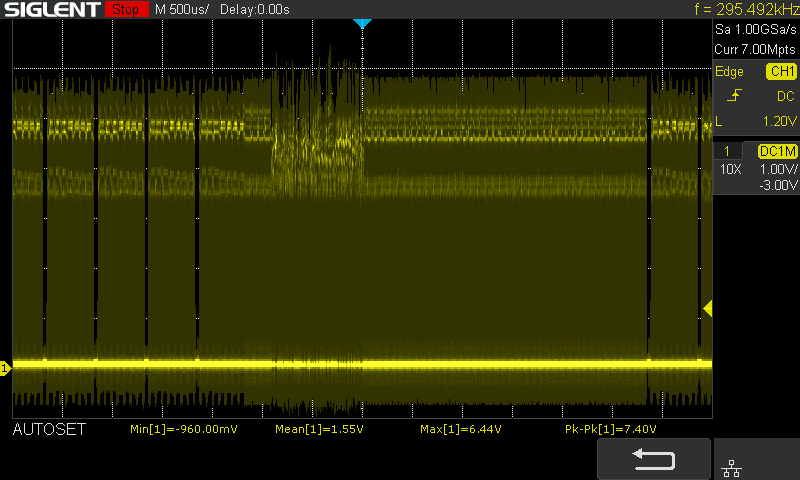 SIGLENT Stop M 500us/ Delay:0.00s f = 295.492kHz
Sa 1.00GSa/s
Curr 7.00Mpts
Edge CH1
DC
L 1.20V
1 DC1M
10X 1.00V/
-3.00V
1
AUTOSET Min[1]=-960.00mV Mean[1]=1.55V Max[1]=6.44V Pk-Pk[1]=7.40V